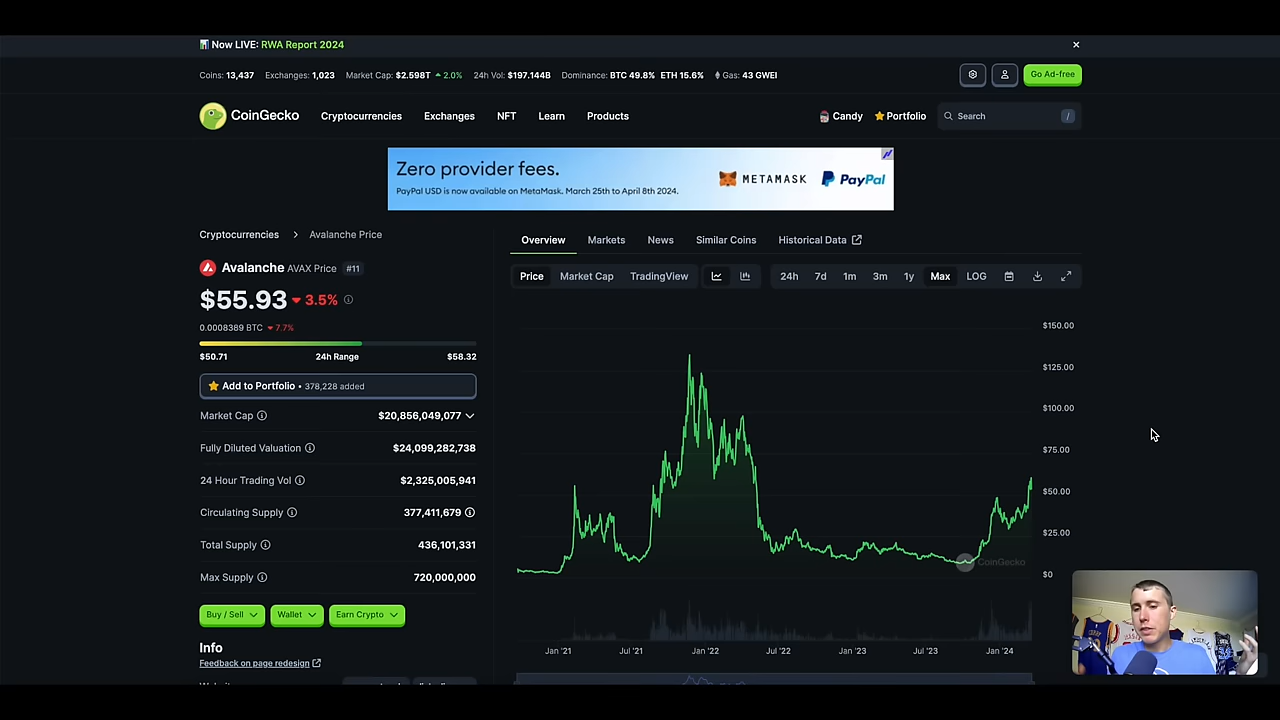 Now LIVE: RWA Report 2024
Coins: 13,437 Exchanges: 1,023 Market Cap: $2.598T 2.0% 24h Vol: $197.144B Dominance: BTC 49.8% ETH 15.6% Gas: 43 GWEI
Go Ad-free
CoinGecko Cryptocurrencies Exchanges NFT Learn Products Candy Portfolio Search /
Zero provider fees.
PayPal USD is now available on MetaMask. March 25th to April 8th 2024.
METAMASK PayPal
Cryptocurrencies > Avalanche Price
Avalanche AVAX Price #11
$55.93 3.5%
0.0008389 BTC 7.7%
$50.71 24h Range $58.32
Add to Portfolio • 378,228 added
Market Cap $20,856,049,077
Fully Diluted Valuation $24,099,282,738
24 Hour Trading Vol $2,325,005,941
Circulating Supply 377,411,679
Total Supply 436,101,331
Max Supply 720,000,000
Buy / Sell Wallet Earn Crypto
Info
Feedback on page redesign
Overview Markets News Similar Coins Historical Data
Price Market Cap TradingView 24h 7d 1m 3m 1y Max LOG
$150.00
$125.00
$100.00
$75.00
$50.00
$25.00
$0
CoinGecko
Jan '21 Jul '21 Jan '22 Jul '22 Jan '23 Jul '23 Jan '24